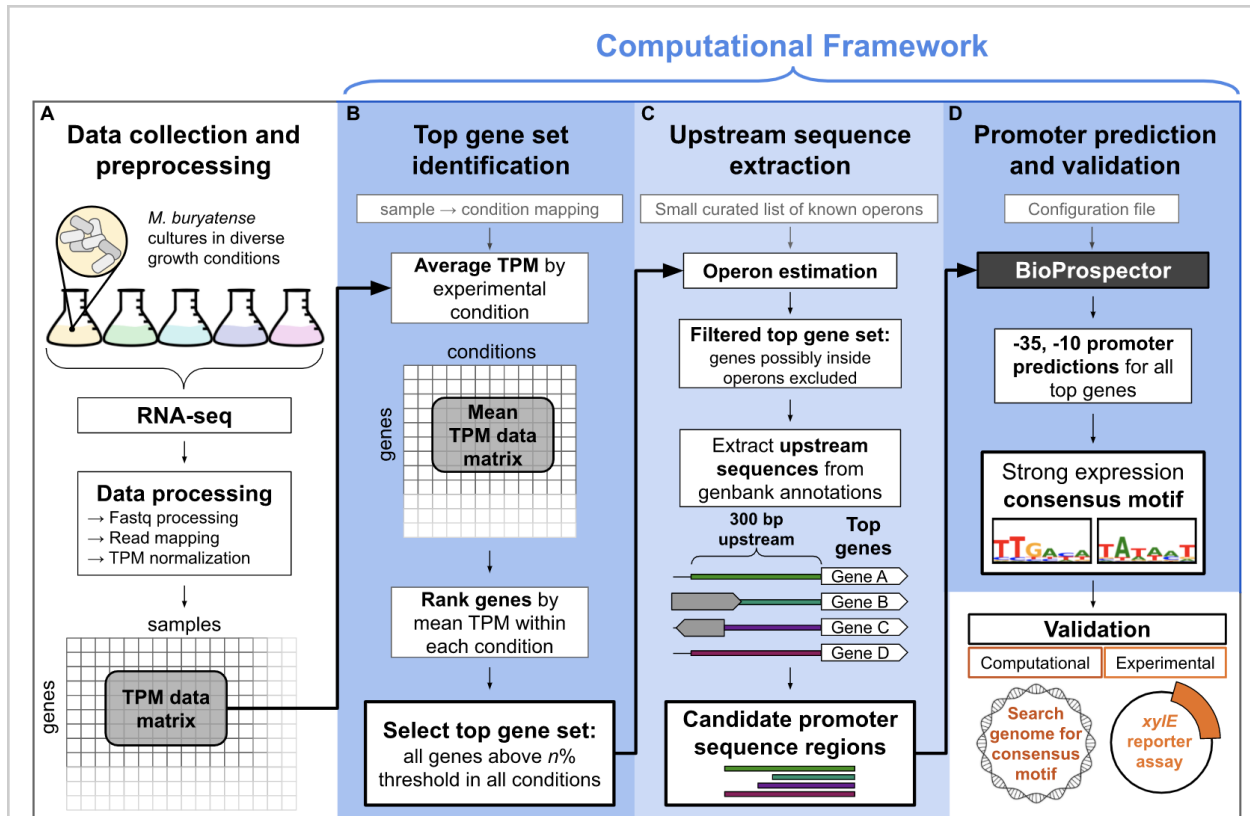 Computational Framework
A
Data collection and
preprocessing
M. buryatense
cultures in diverse
growth conditions
RNA-seq
Data processing
→ Fastq processing
→ Read mapping
→ TPM normalization
samples
genes
TPM data
matrix
B
Top gene set
identification
sample → condition mapping
Average TPM by
experimental
condition
conditions
genes
Mean
TPM data
matrix
Rank genes by
mean TPM within
each condition
Select top gene set:
all genes above n%
threshold in all conditions
C
Upstream sequence
extraction
Small curated list of known operons
Operon estimation
Filtered top gene set:
genes possibly inside
operons excluded
Extract upstream
sequences from
genbank annotations
300 bp
upstream
Top
genes
Gene A
Gene B
Gene C
Gene D
Candidate promoter
sequence regions
D
Promoter prediction
and validation
Configuration file
BioProspector
-35, -10 promoter
predictions for all
top genes
Strong expression
consensus motif
TTGACA TATAAT
Validation
Computational Experimental
Search
genome for
consensus
motif
xylE
reporter
assay